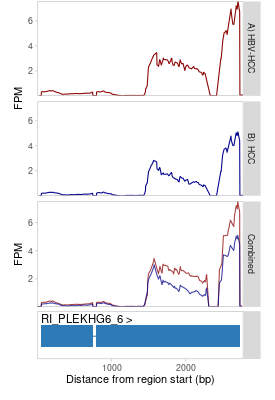 FPM
6
4
2
A) HBV-HCC
6
4
2
B) HCC
FPM
6
4
2
Combined
RI_PLEKHG6_6 >
1000
2000
Distance from region start (bp)